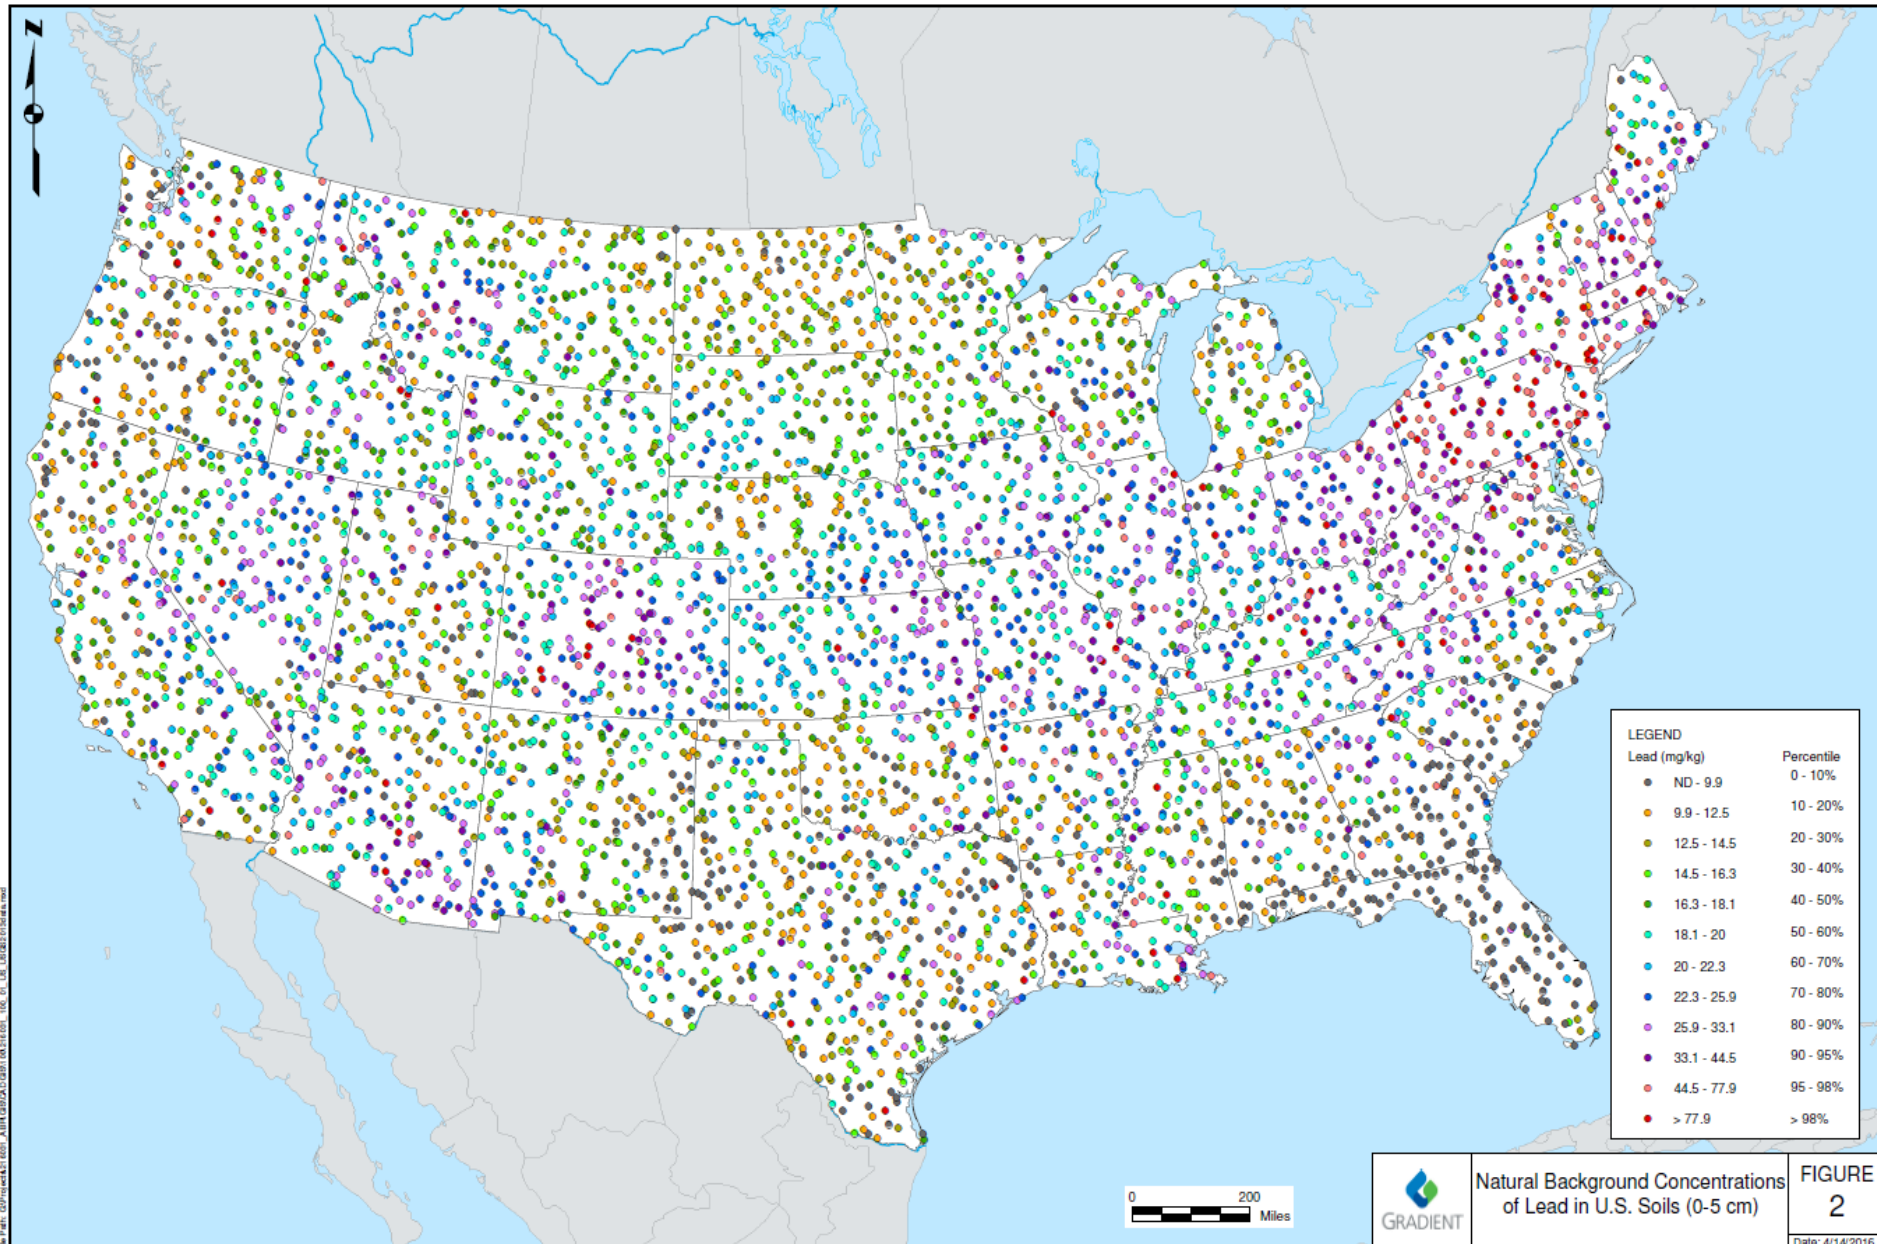 N
LEGEND
Lead (mg/kg) Percentile
ND - 9.9 0 - 10%
9.9 - 12.5 10 - 20%
12.5 - 14.5 20 - 30%
14.5 - 16.3 30 - 40%
16.3 - 18.1 40 - 50%
18.1 - 20 50 - 60%
20 - 22.3 60 - 70%
22.3 - 25.9 70 - 80%
25.9 - 33.1 80 - 90%
33.1 - 44.5 90 - 95%
44.5 - 77.9 95 - 98%
> 77.9 > 98%
0 200
Miles
GRADIENT
Natural Background Concentrations
of Lead in U.S. Soils (0-5 cm)
FIGURE
2
Date: 4/14/2016